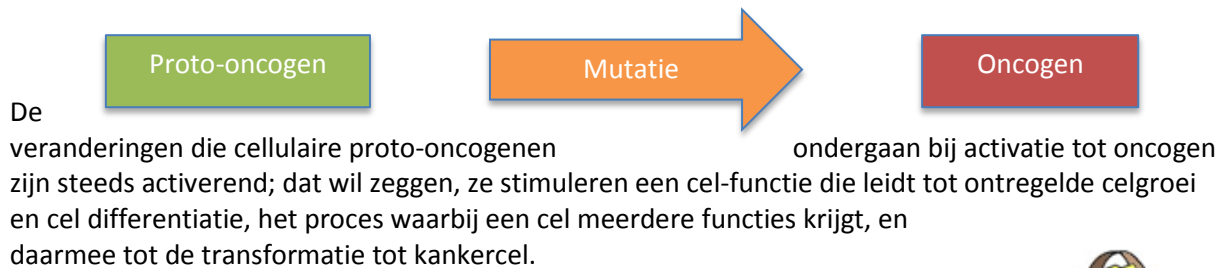 Proto-oncogen Mutatie Oncogen
De
veranderingen die cellulaire proto-oncogenen ondergaan bij activatie tot oncogen
zijn steeds activerend; dat wil zeggen, ze stimuleren een cel-functie die leidt tot ontregelde celgroei
en cel differentiatie, het proces waarbij een cel meerdere functies krijgt, en
daarmee tot de transformatie tot kankercel.